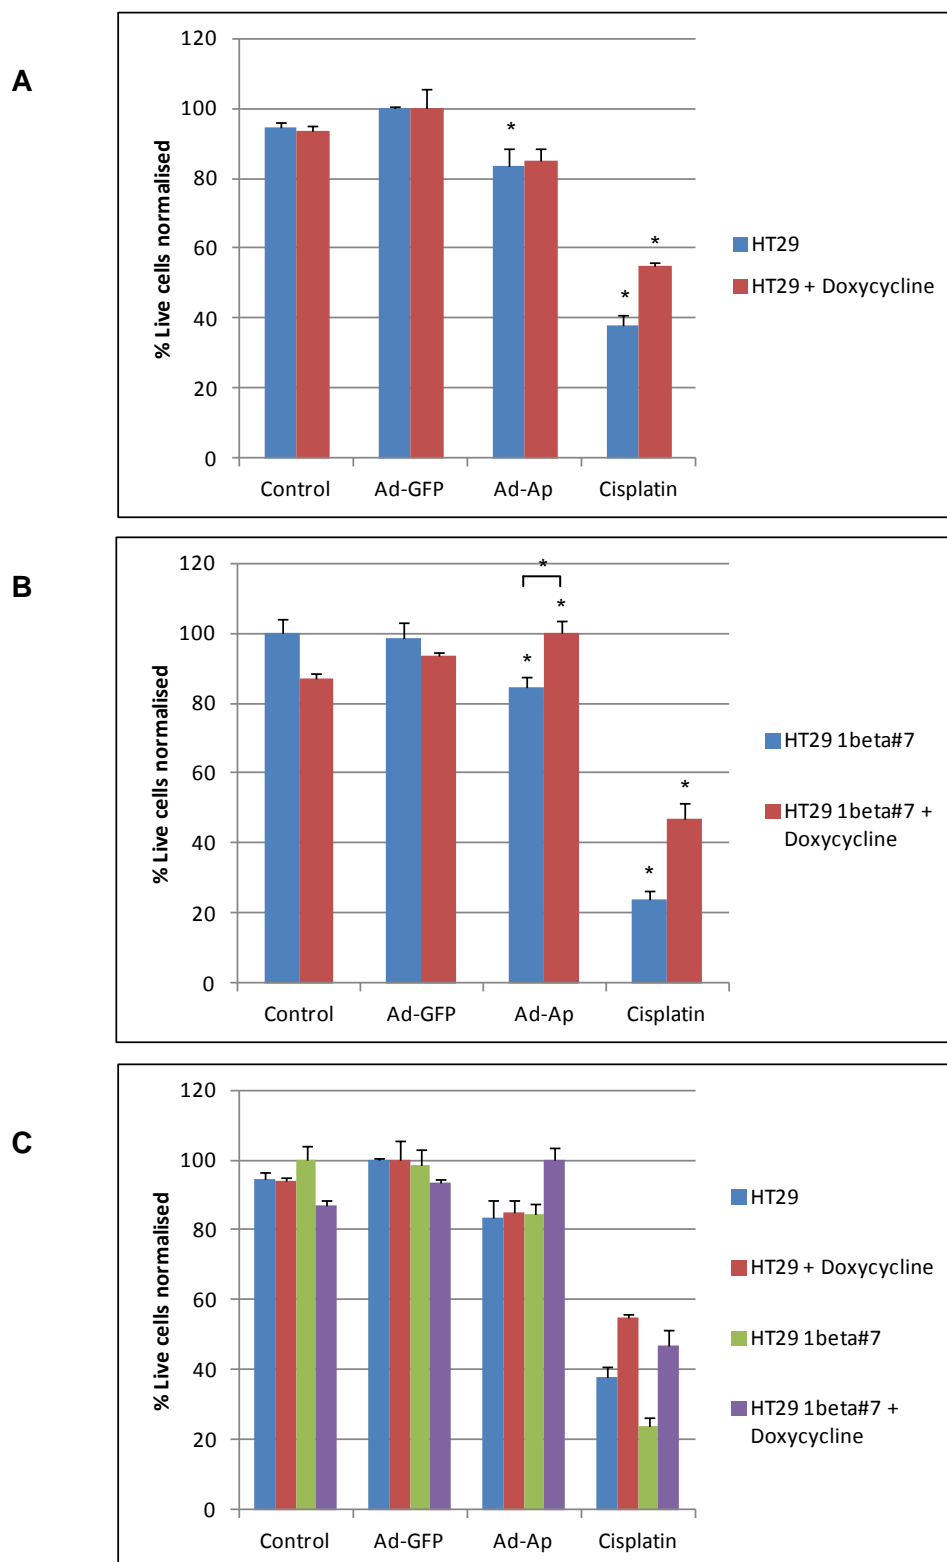 A
% Live cells normalised
120
100
80
60
40
20
0
*
*
*
Control
Ad-GFP
Ad-Ap
Cisplatin
HT29
HT29 + Doxycycline
B
% Live cells normalised
120
100
80
60
40
20
0
*
*
*
*
*
Control
Ad-GFP
Ad-Ap
Cisplatin
HT29 1beta#7
HT29 1beta#7 +
Doxycycline
C
% Live cells normalised
120
100
80
60
40
20
0
Control
Ad-GFP
Ad-Ap
Cisplatin
HT29
HT29 + Doxycycline
HT29 1beta#7
HT29 1beta#7 +
Doxycycline